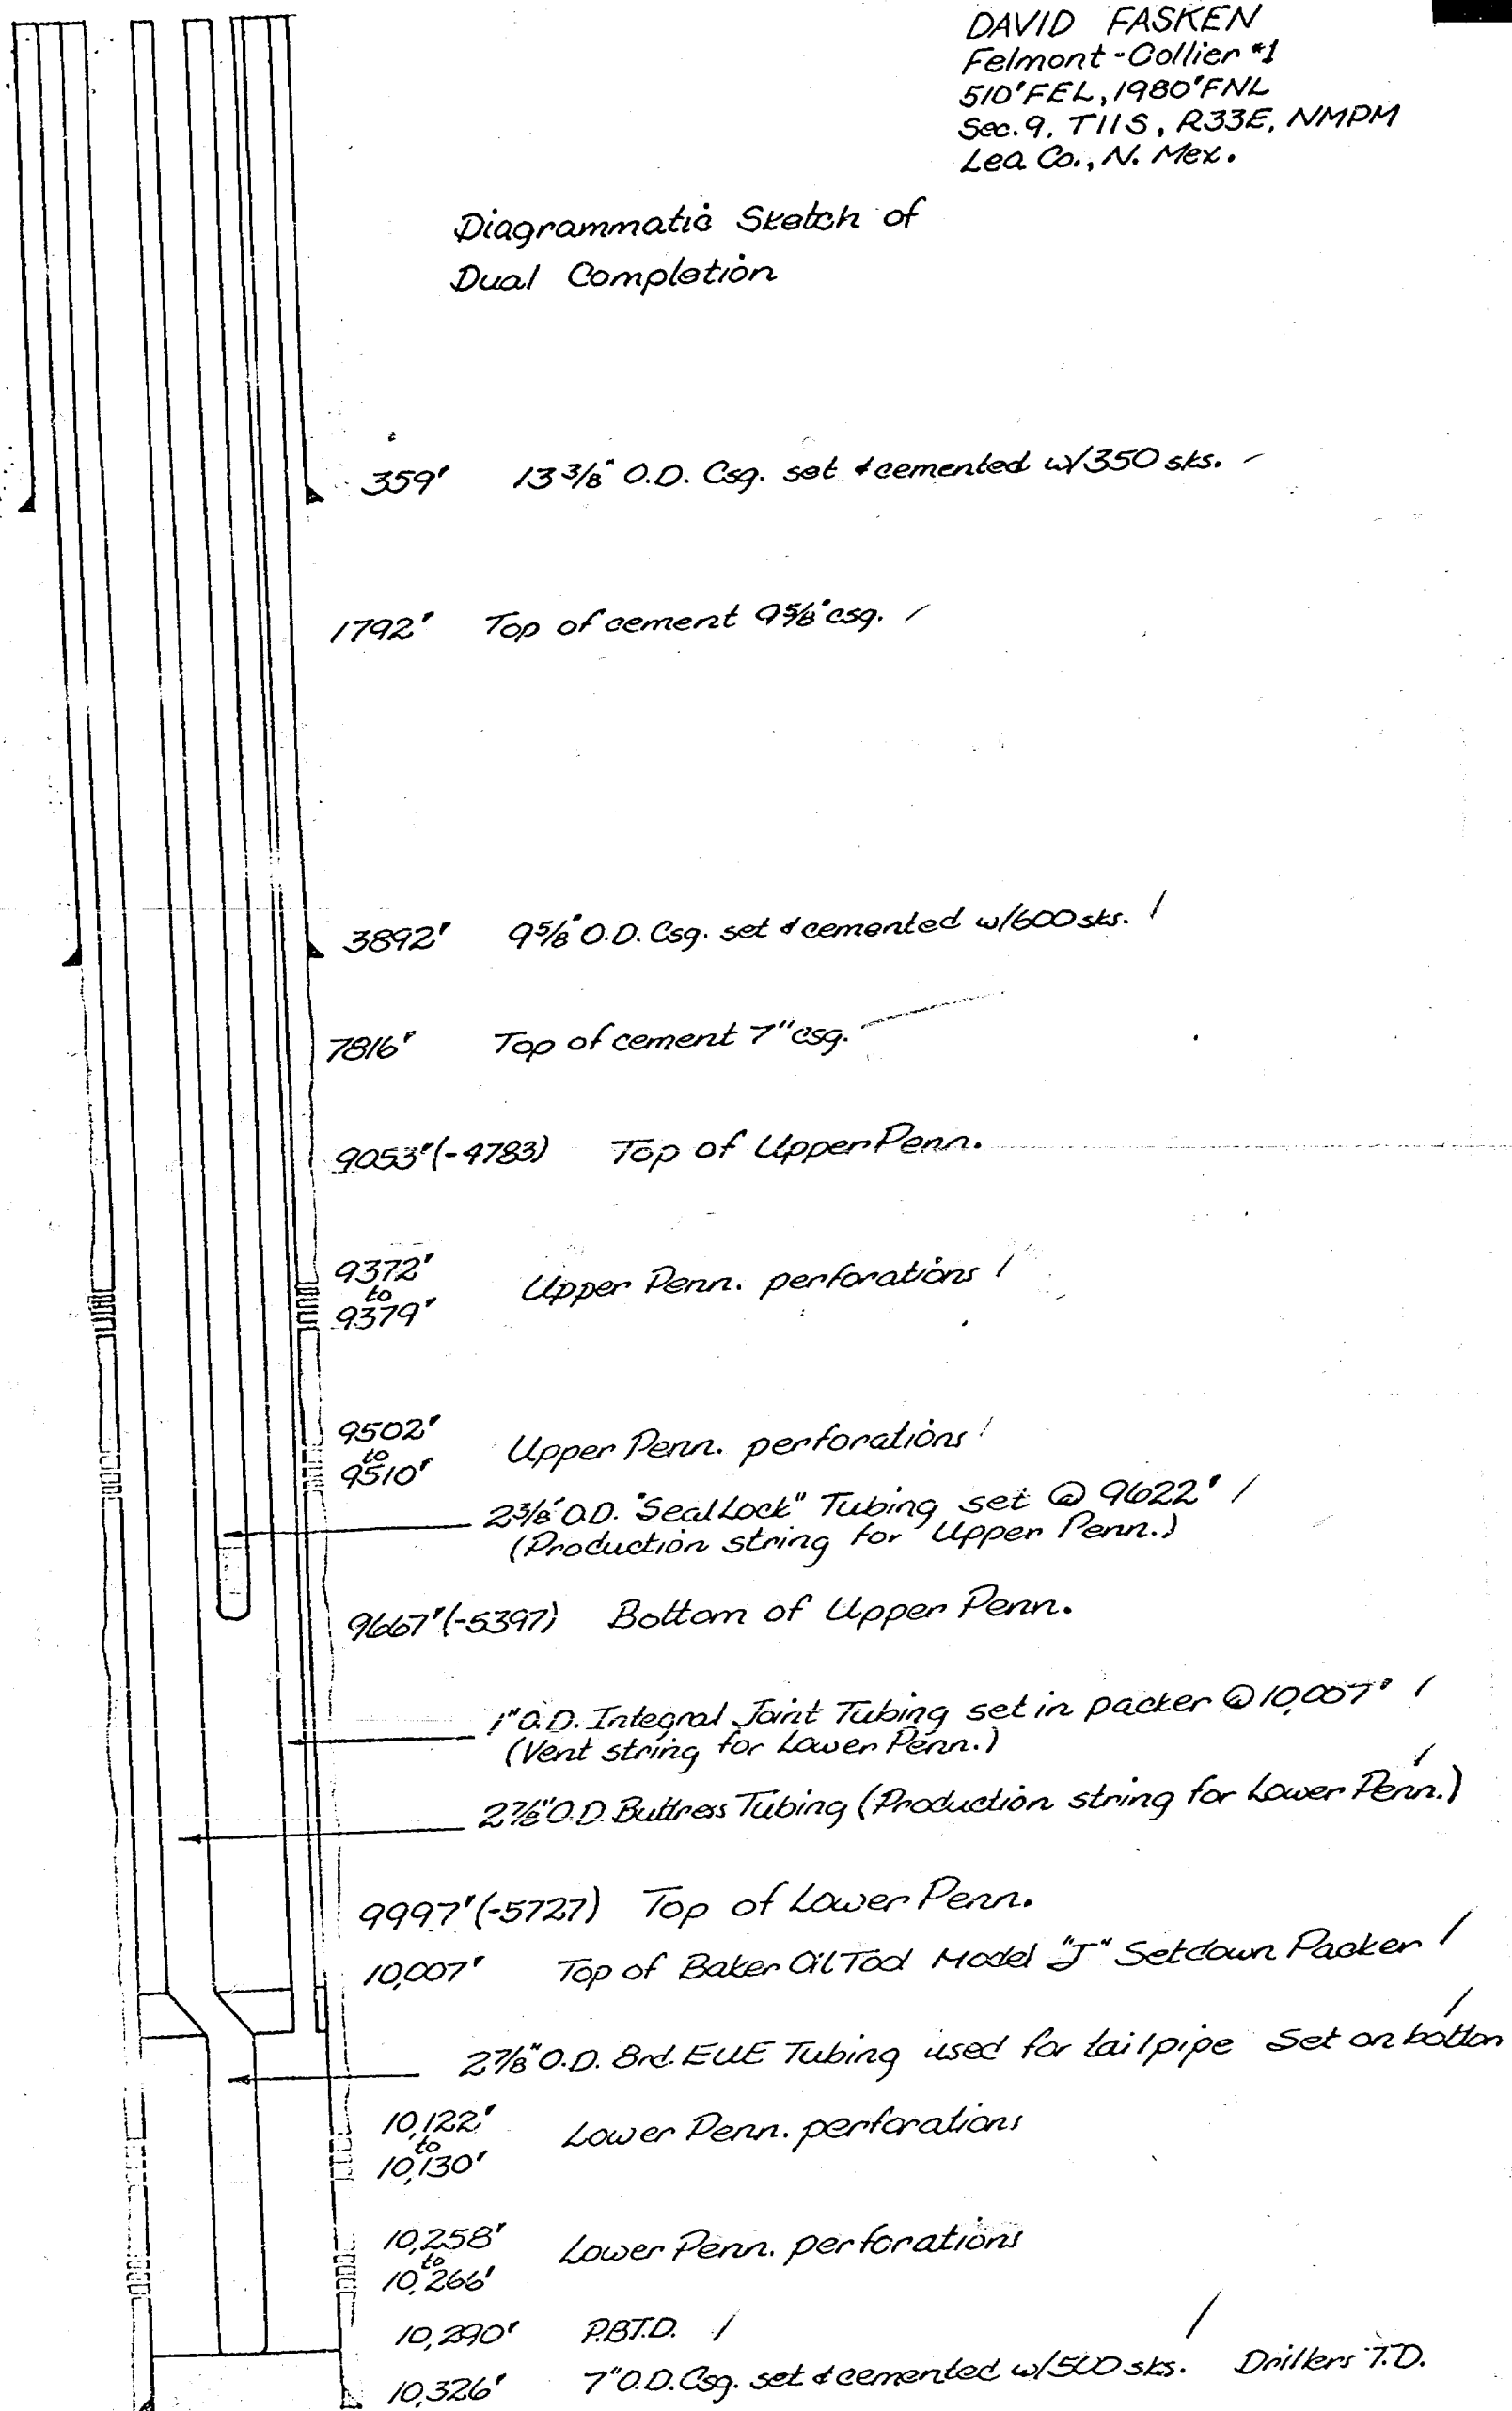 DAVID FASKEN
Felmont-Collier #1
510' FEL, 1980' FNL
Sec. 9, T11S, R33E, NMPM
Lea Co., N. Mex.
Diagrammatic Sketch of
Dual Completion
359' 13 3/8" O.D. Csg. set & cemented w/350 sks.
1792' Top of cement 9 5/8" csg.
3892' 9 5/8" O.D. Csg. set & cemented w/600 sks.
7816' Top of cement 7" csg.
9053' (-4783) Top of Upper Penn.
9372'
to
9379'
Upper Penn. perforations
9502'
to
9510'
Upper Penn. perforations
2 3/8" O.D. "Seal Lock" Tubing set @ 9622'
(Production string for Upper Penn.)
9667' (-5397) Bottom of Upper Penn.
1" O.D. Integral Joint Tubing set in packer @ 10,007'
(Vent string for Lower Penn.)
2 7/8" O.D. Buttress Tubing (Production string for Lower Penn.)
9997' (-5727) Top of Lower Penn.
10,007' Top of Baker Oil Tool Model "J" Setdown Packer
2 7/8" O.D. 8rd. EUE Tubing used for tailpipe Set on botton
10,122'
to
10,130'
Lower Penn. perforations
10,258'
to
10,266'
Lower Penn. perforations
10,290' P.B.T.D.
10,326' 7" O.D. Csg. set & cemented w/500 sks. Drillers T.D.